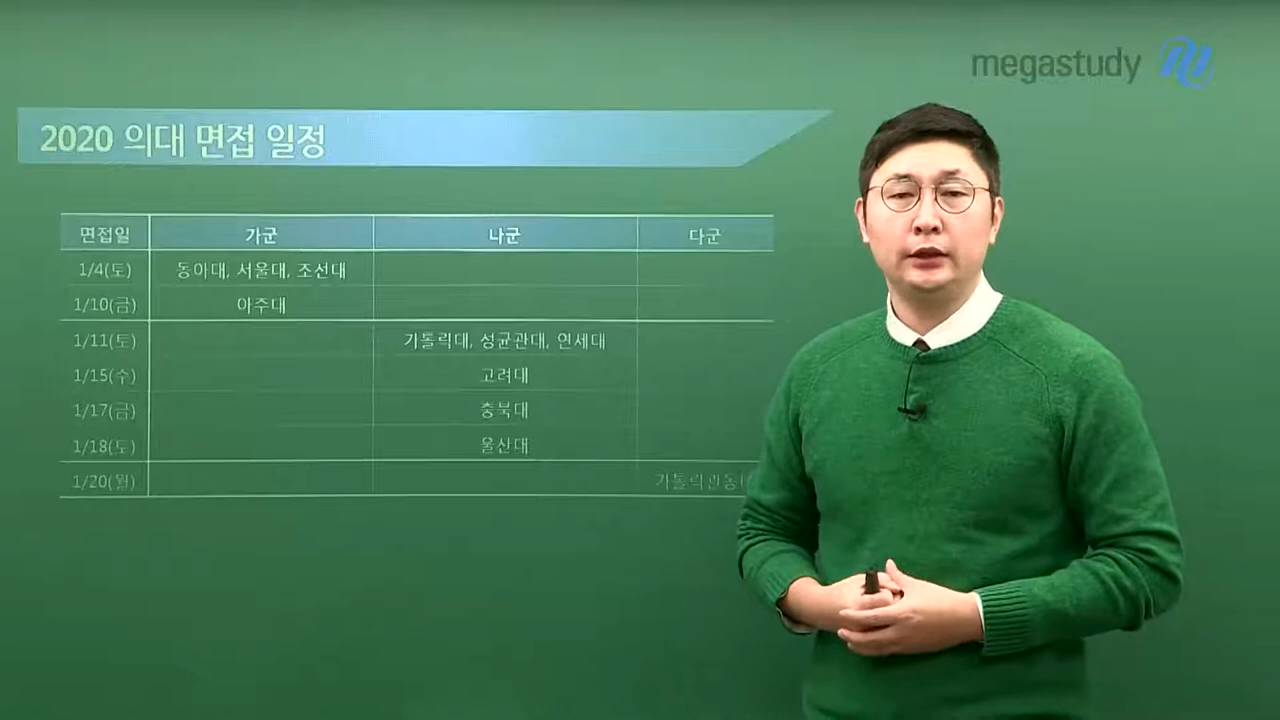 megastudy
2020 의대 면접 일정
면접일 가군 나군 다군
1/4(토) 동아대, 서울대, 조선대
1/10(금) 아주대
1/11(토) 가톨릭대, 성균관대, 연세대
1/15(수) 고려대
1/17(금) 충북대
1/18(토) 울산대
1/20(월)